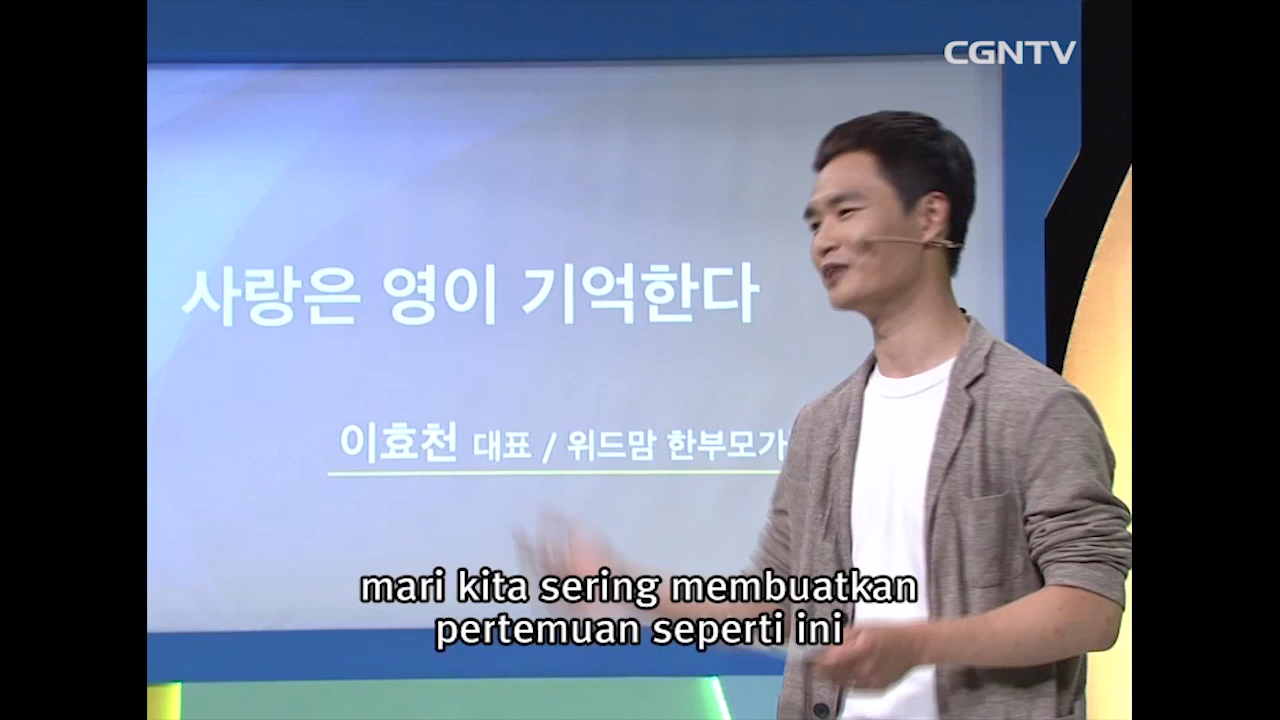 CGNTV
사랑은 영이 기억한다
이효천 대표 / 위드맘 한부모가
mari kita sering membuatkan
pertemuan seperti ini